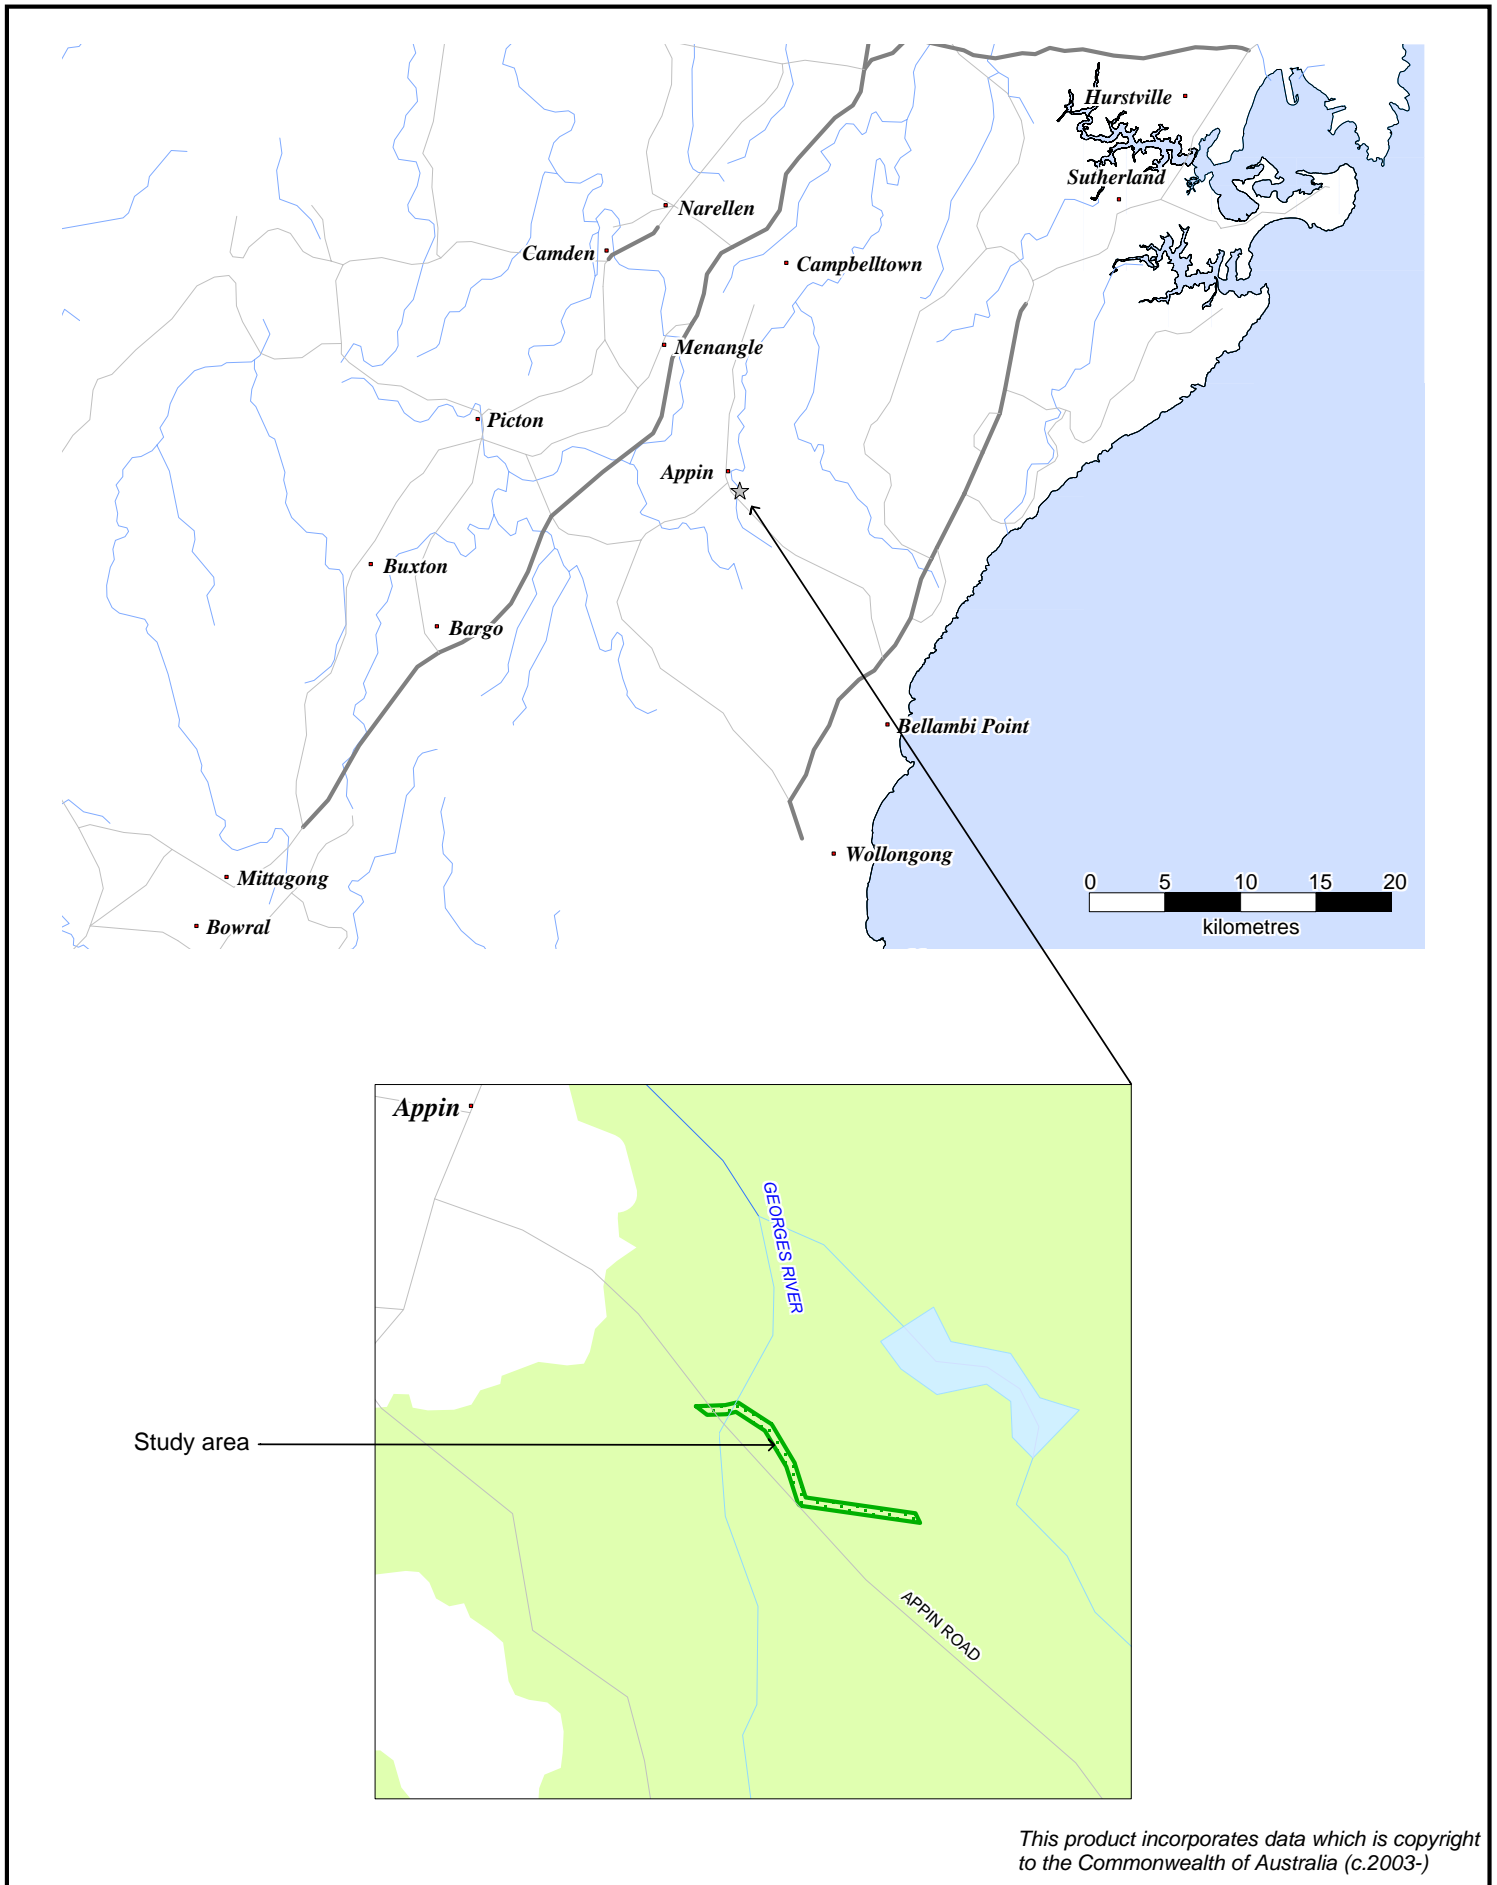 Hurstville
Sutherland
Narellen
Camden
Campbelltown
Menangle
Picton
Appin
Buxton
Bargo
Bellambi Point
Wollongong
Mittagong
Bowral
0 5 10 15 20
kilometres
Appin
GEORGES RIVER
Study area
APPIN ROAD
This product incorporates data which is copyright
to the Commonwealth of Australia (c.2003-)